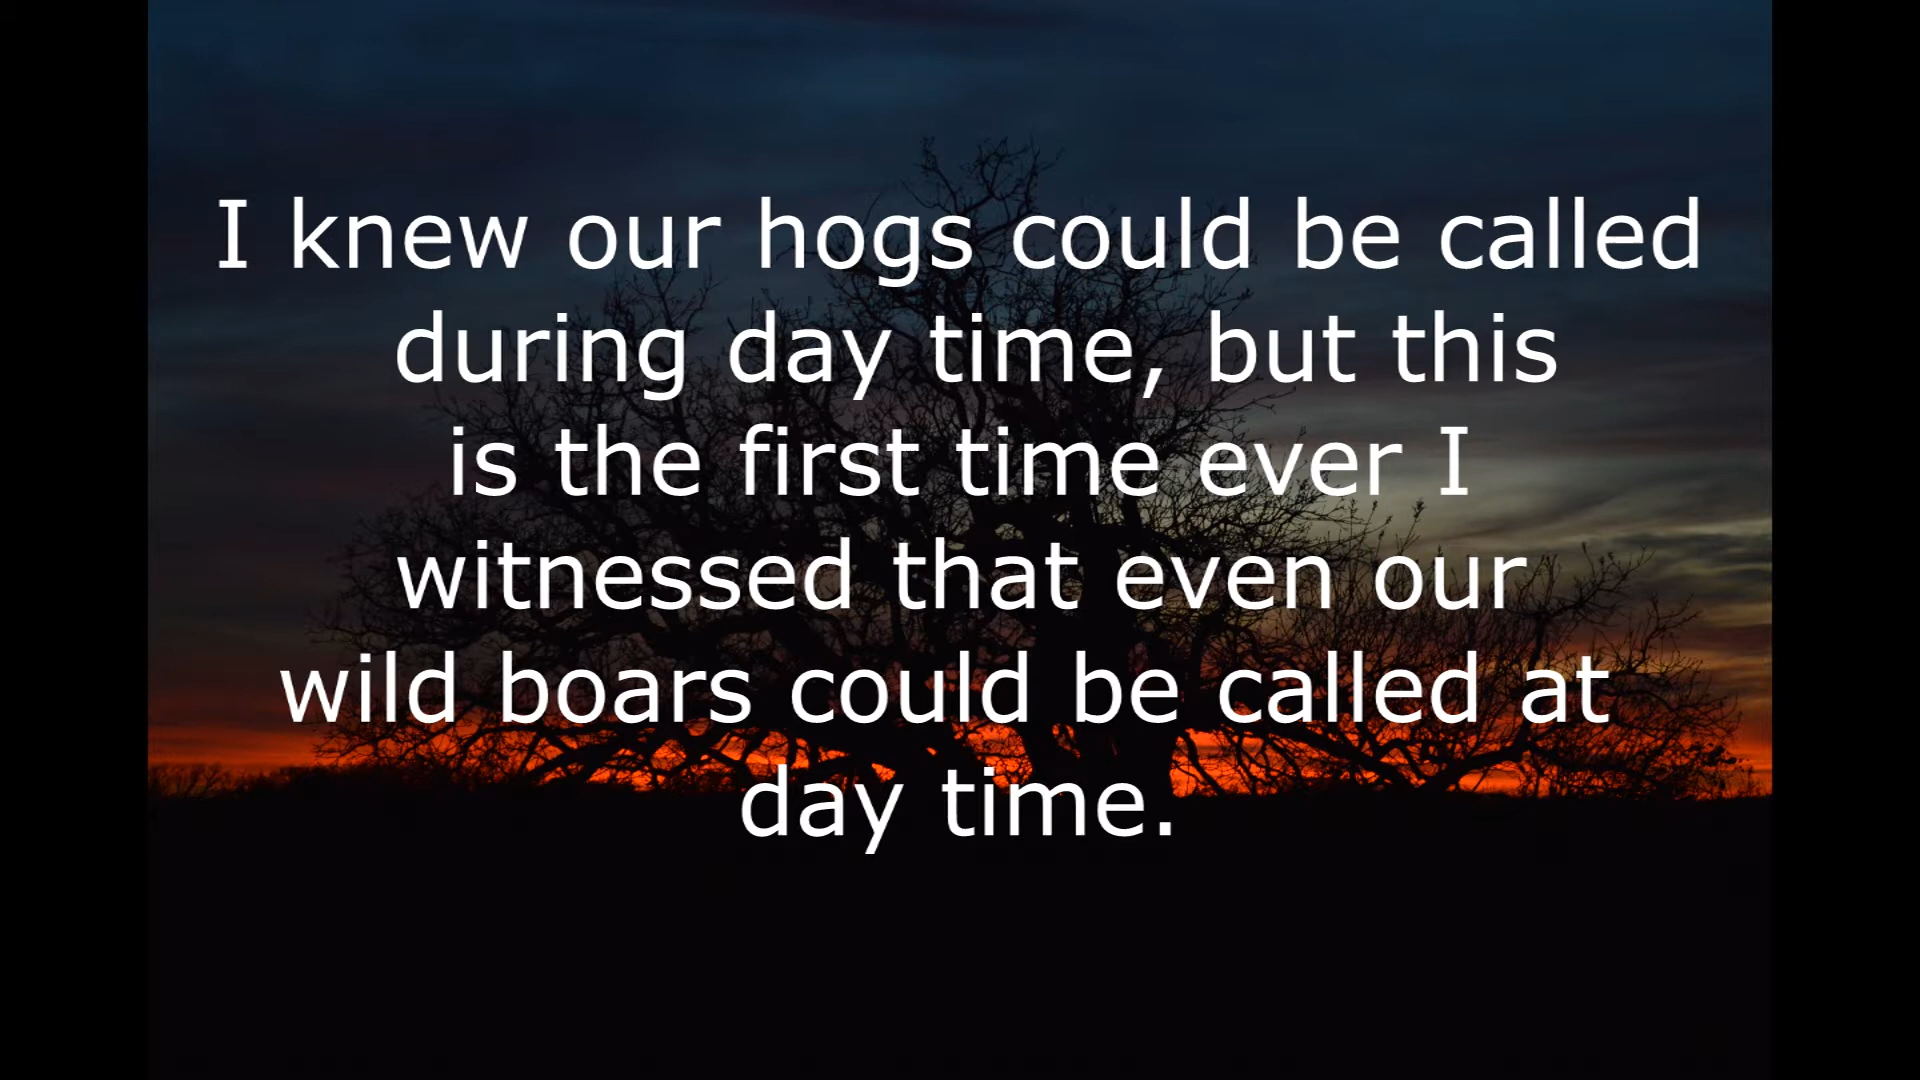 I knew our hogs could be called
during day time, but this
is the first time ever I
witnessed that even our
wild boars could be called at
day time.